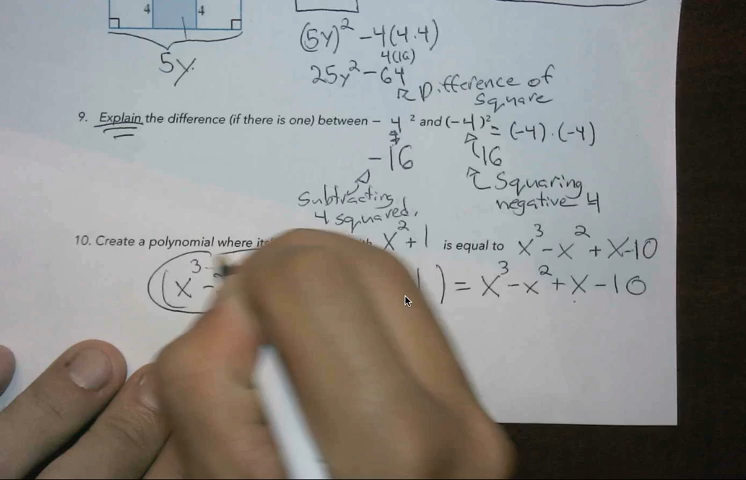 4 4
5y
(5y)² - 4(4.4)
4(16)
25y² - 64
Difference of
square
9. Explain the difference (if there is one) between - 4² and (-4)² = (-4)·(-4)
-16 16
Subtracting
4 squared.
Squaring
negative 4
10. Create a polynomial where x² + 1 is equal to x³ - x² + x - 10
(x³ - ) = x³ - x² + x - 10